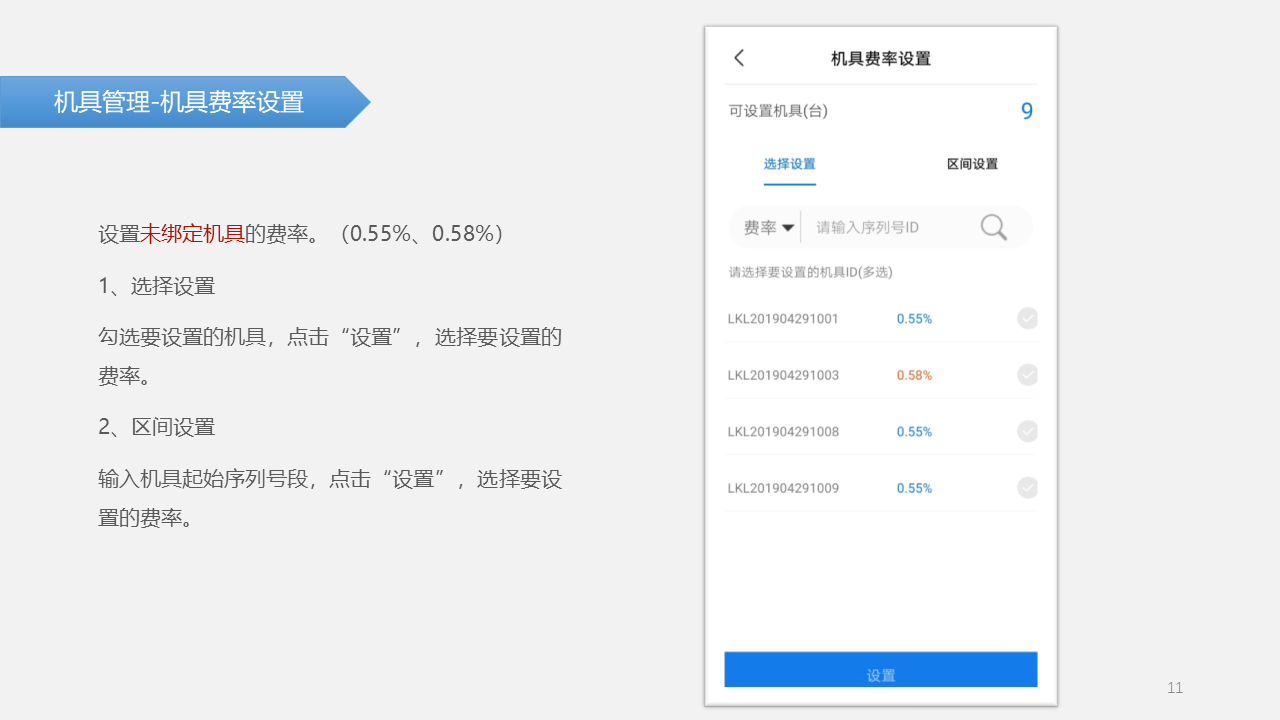 机具管理-机具费率设置
设置未绑定机具的费率。（0.55%、0.58%）
1、选择设置
勾选要设置的机具，点击“设置”，选择要设置的
费率。
2、区间设置
输入机具起始序列号段，点击“设置”，选择要设
置的费率。
机具费率设置
可设置机具(台) 9
选择设置 区间设置
费率 请输入序列号ID
请选择要设置的机具ID(多选)
LKL201904291001 0.55%
LKL201904291003 0.58%
LKL201904291008 0.55%
LKL201904291009 0.55%
设置
11